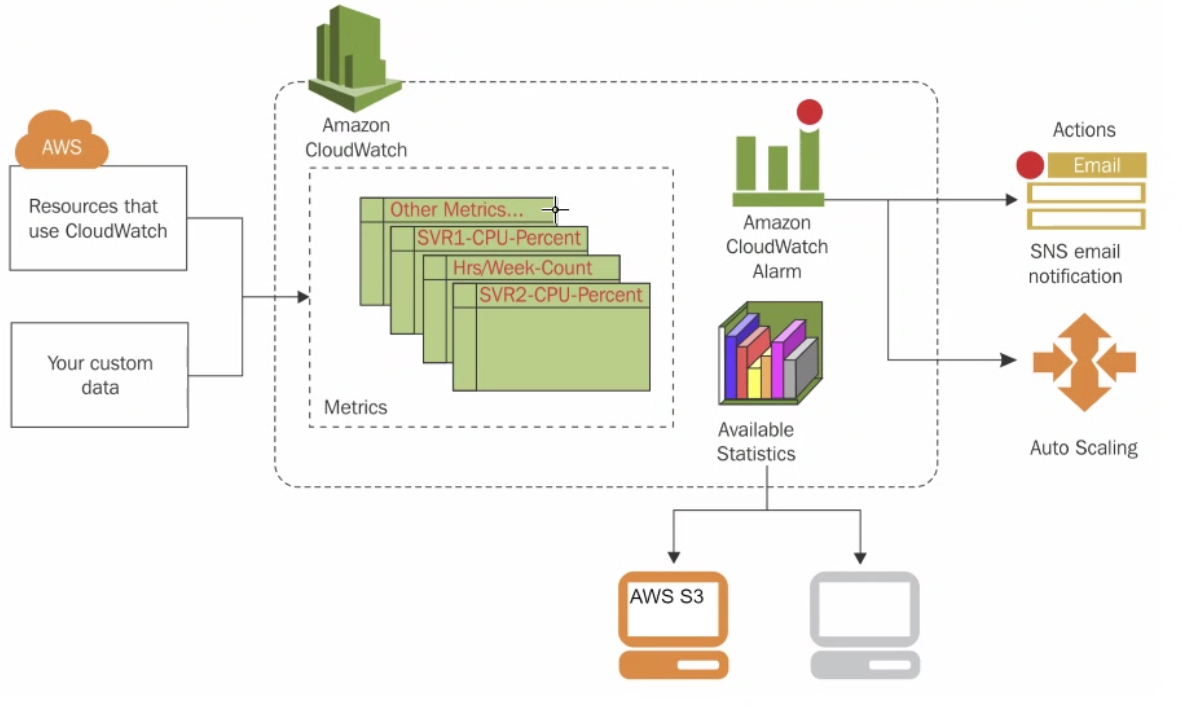 Amazon
CloudWatch
AWS
Resources that
use CloudWatch
Your custom
data
Other Metrics...
SVR1-CPU-Percent
Hrs/Week-Count
SVR2-CPU-Percent
Metrics
Amazon
CloudWatch
Alarm
Available
Statistics
Actions
Email
SNS email
notification
Auto Scaling
AWS S3